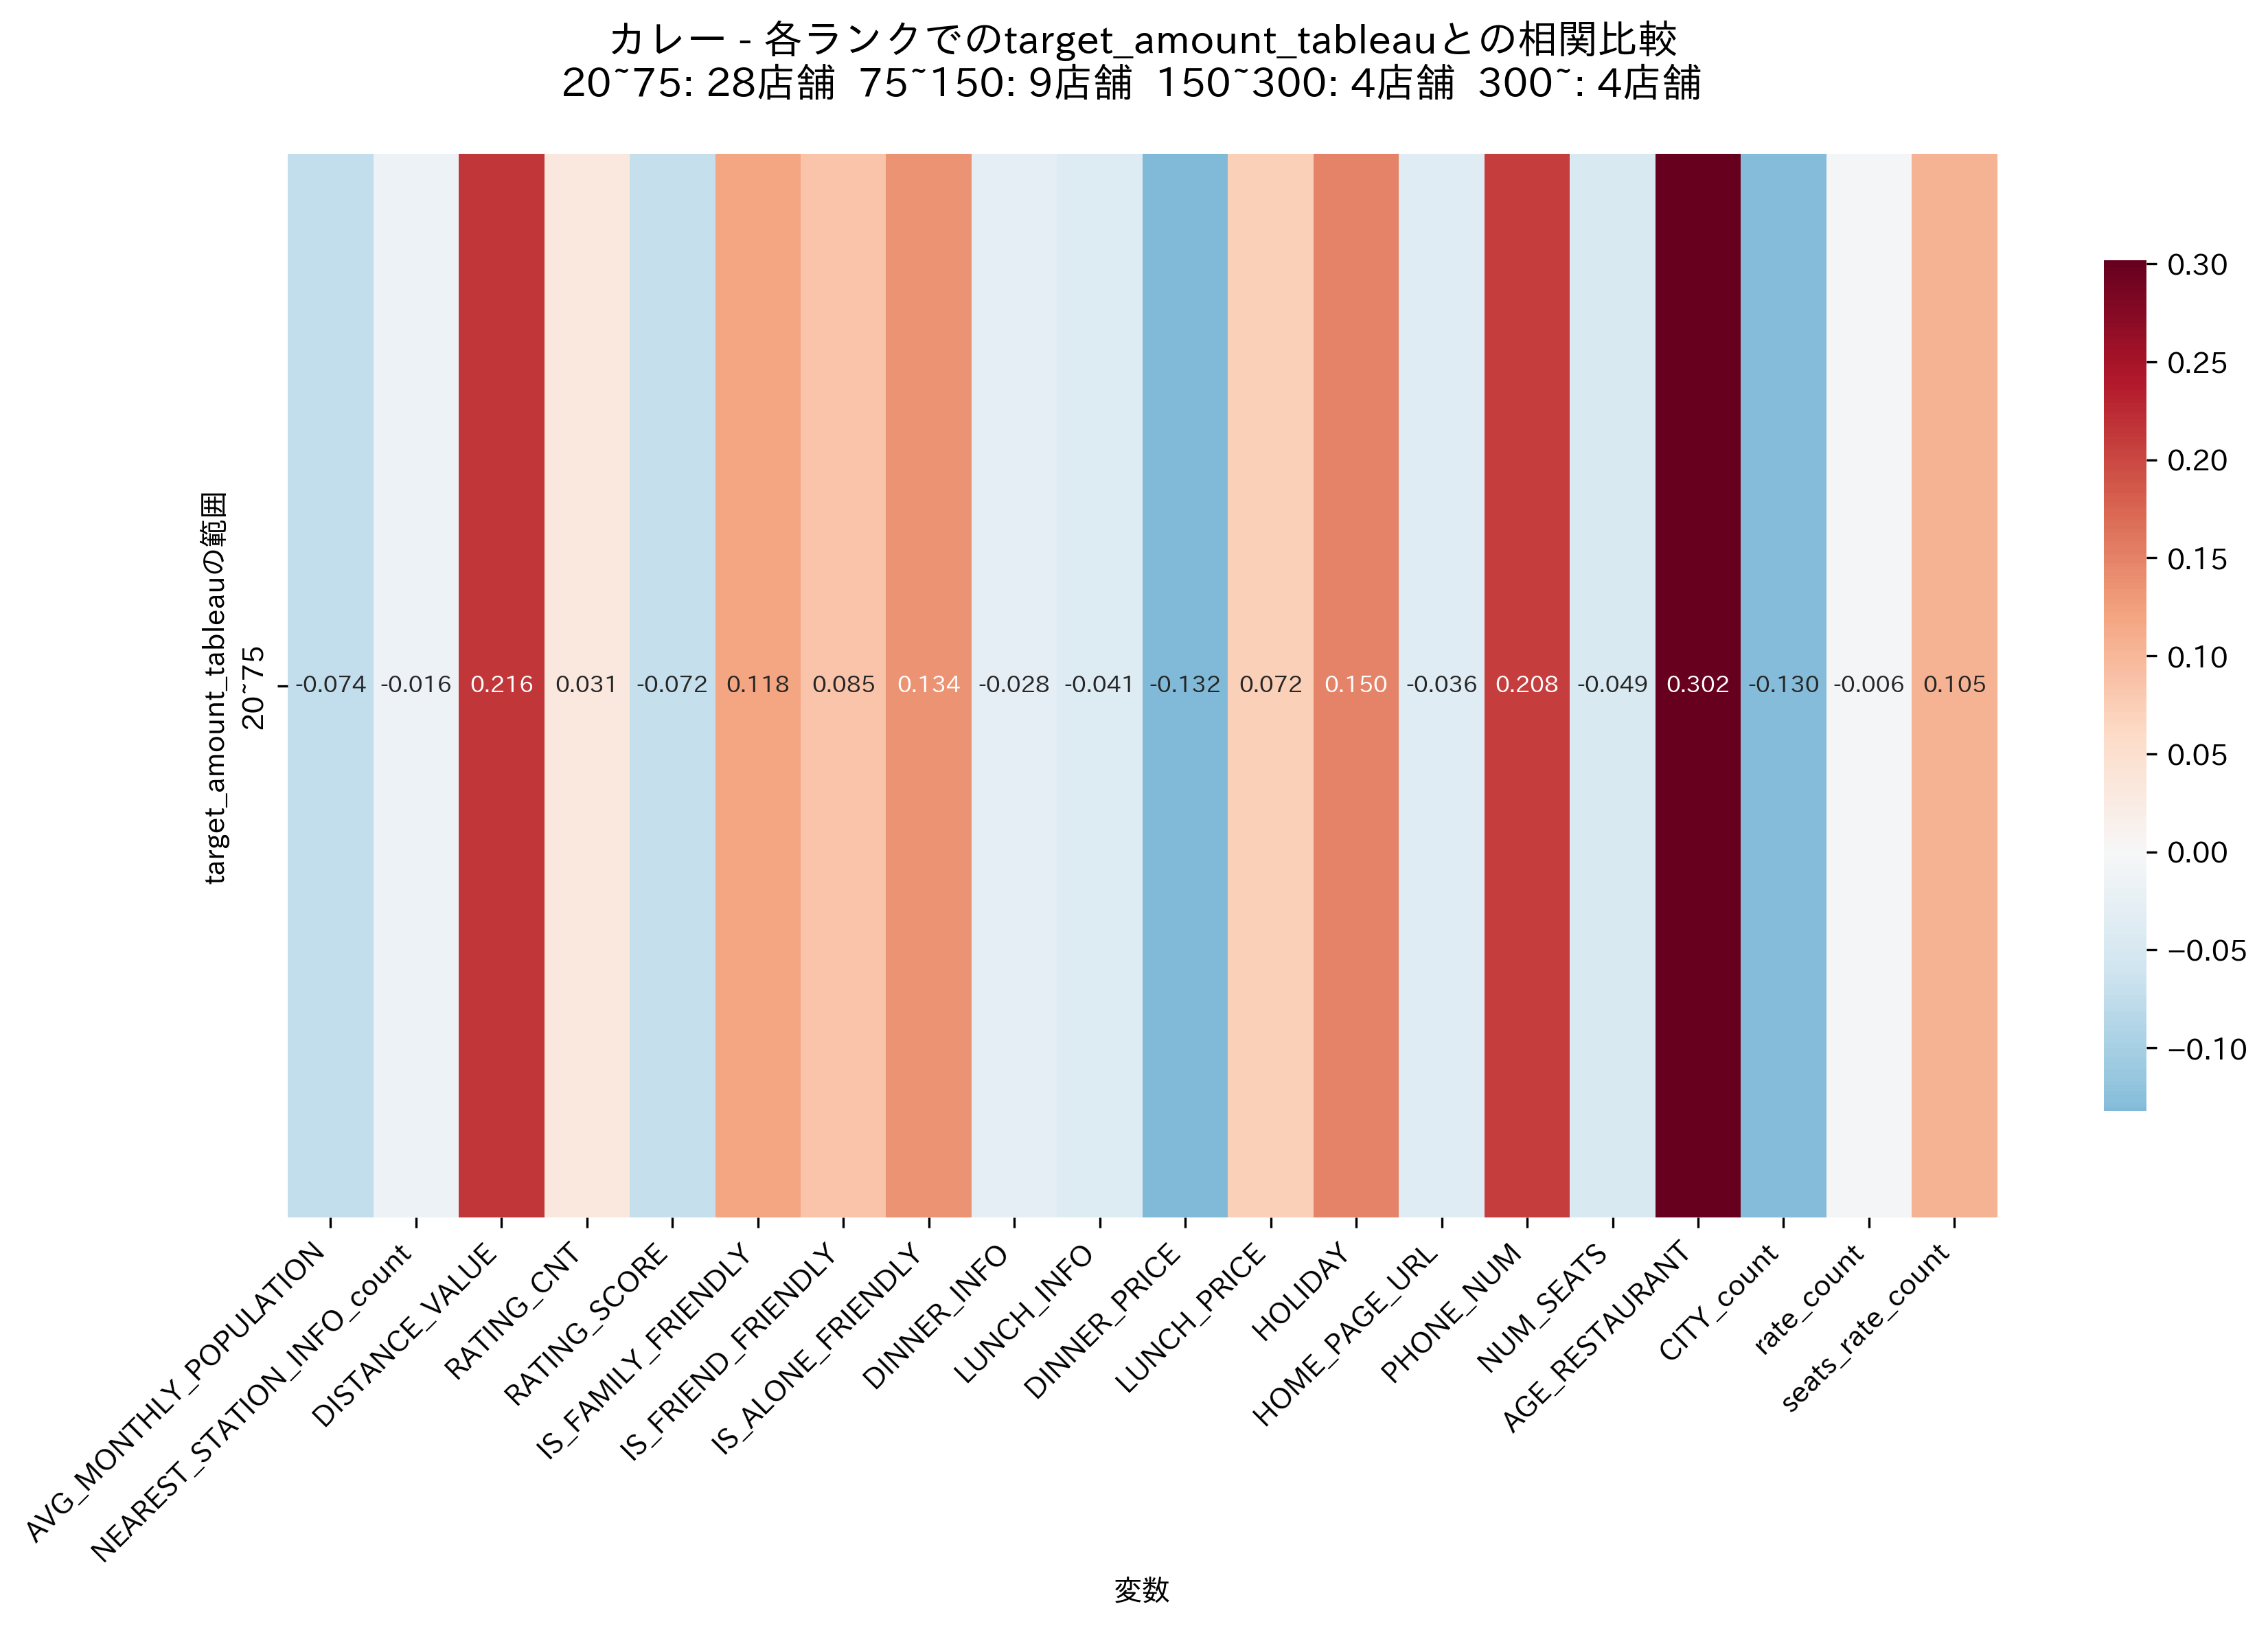 カレー - 各ランクでのtarget_amount_tableauとの相関比較
20~75: 28店舗  75~150: 9店舗  150~300: 4店舗  300~: 4店舗
target_amount_tableauの範囲
20~75
-0.074 -0.016 0.216 0.031 -0.072 0.118 0.085 0.134 -0.028 -0.041 -0.132 0.072 0.150 -0.036 0.208 -0.049 0.302 -0.130 -0.006 0.105
AVG_MONTHLY_POPULATION
NEAREST_STATION_INFO_count
DISTANCE_VALUE
RATING_CNT
RATING_SCORE
IS_FAMILY_FRIENDLY
IS_FRIEND_FRIENDLY
IS_ALONE_FRIENDLY
DINNER_INFO
LUNCH_INFO
DINNER_PRICE
LUNCH_PRICE
HOLIDAY
HOME_PAGE_URL
PHONE_NUM
NUM_SEATS
AGE_RESTAURANT
CITY_count
rate_count
seats_rate_count
変数
0.30
0.25
0.20
0.15
0.10
0.05
0.00
−0.05
−0.10